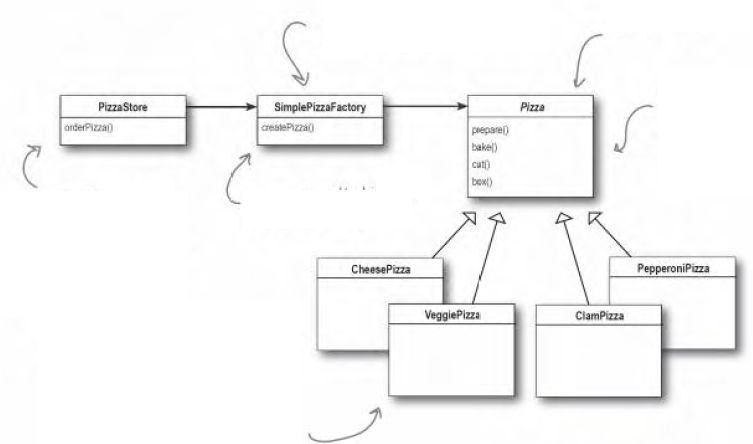 PizzaStore
orderPizza()
SimplePizzaFactory
createPizza()
Pizza
prepare()
bake()
cut()
box()
CheesePizza
VeggiePizza
ClamPizza
PepperoniPizza